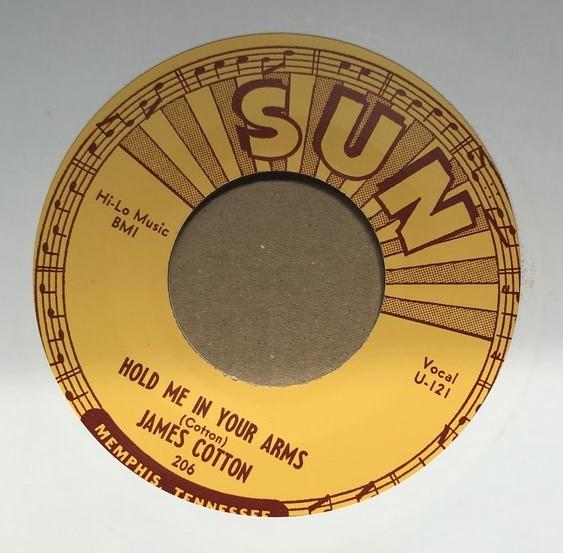 SUN
Hi-Lo Music
BMI
Vocal
U-121
HOLD ME IN YOUR ARMS
(Cotton)
JAMES COTTON
206
MEMPHIS, TENNESSEE